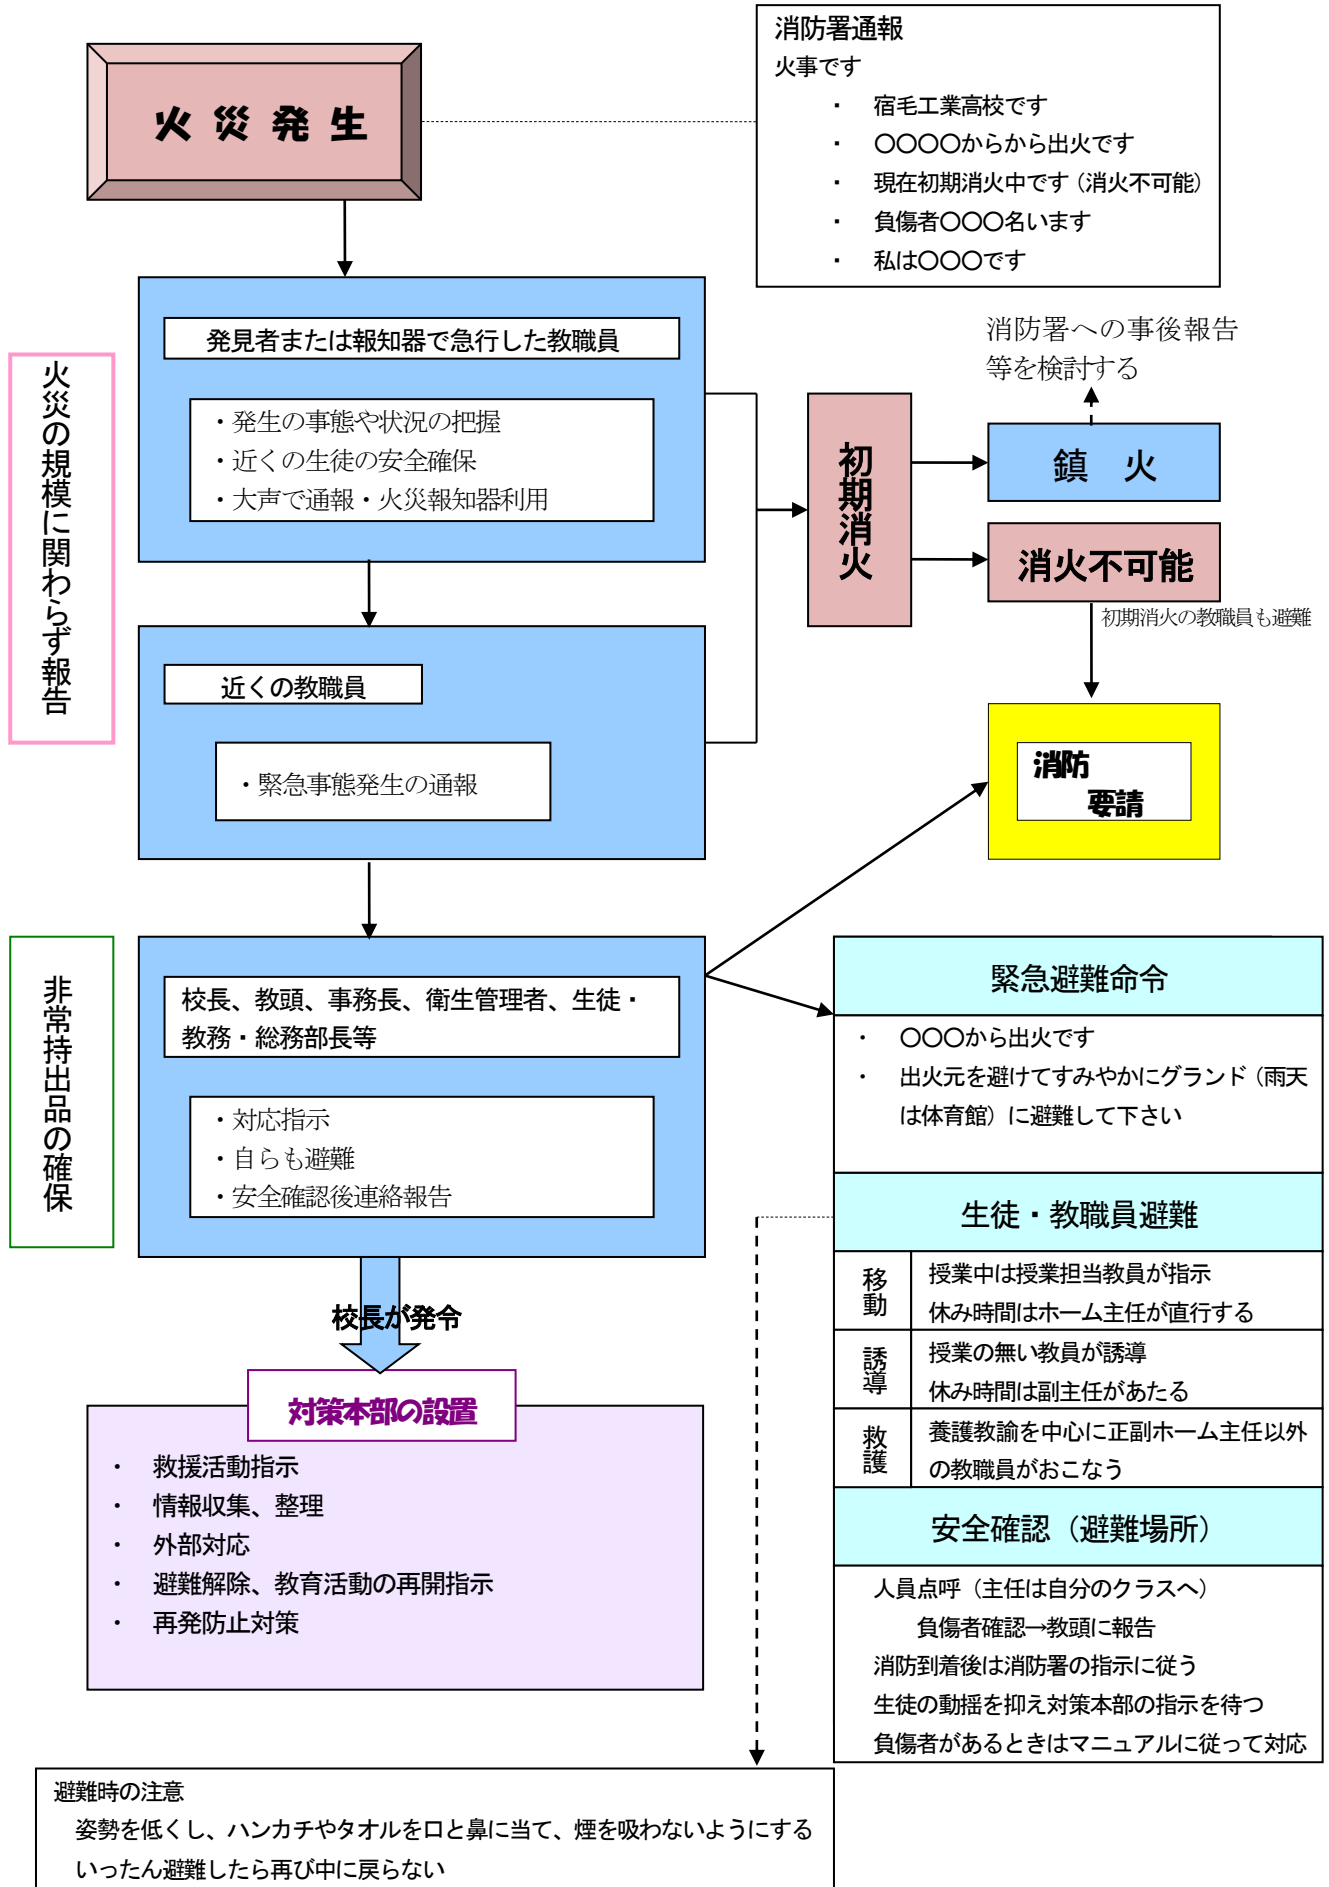 火災発生
消防署通報
火事です
・ 宿毛工業高校です
・ 〇〇〇〇からから出火です
・ 現在初期消火中です（消火不可能）
・ 負傷者〇〇〇名います
・ 私は〇〇〇です
火災の規模に関わらず報告
発見者または報知器で急行した教職員
・発生の事態や状況の把握
・近くの生徒の安全確保
・大声で通報・火災報知器利用
近くの教職員
・緊急事態発生の通報
初期消火
消防署への事後報告
等を検討する
鎮　火
消火不可能
初期消火の教職員も避難
消防
要請
非常持出品の確保
校長、教頭、事務長、衛生管理者、生徒・
教務・総務部長等
・対応指示
・自らも避難
・安全確認後連絡報告
校長が発令
対策本部の設置
・ 救援活動指示
・ 情報収集、整理
・ 外部対応
・ 避難解除、教育活動の再開指示
・ 再発防止対策
緊急避難命令
・ 〇〇〇から出火です
・ 出火元を避けてすみやかにグランド（雨天
は体育館）に避難して下さい
生徒・教職員避難
移動
授業中は授業担当教員が指示
休み時間はホーム主任が直行する
誘導
授業の無い教員が誘導
休み時間は副主任があたる
救護
養護教諭を中心に正副ホーム主任以外
の教職員がおこなう
安全確認（避難場所）
人員点呼（主任は自分のクラスへ）
負傷者確認→教頭に報告
消防到着後は消防署の指示に従う
生徒の動揺を抑え対策本部の指示を待つ
負傷者があるときはマニュアルに従って対応
避難時の注意
姿勢を低くし、ハンカチやタオルを口と鼻に当て、煙を吸わないようにする
いったん避難したら再び中に戻らない